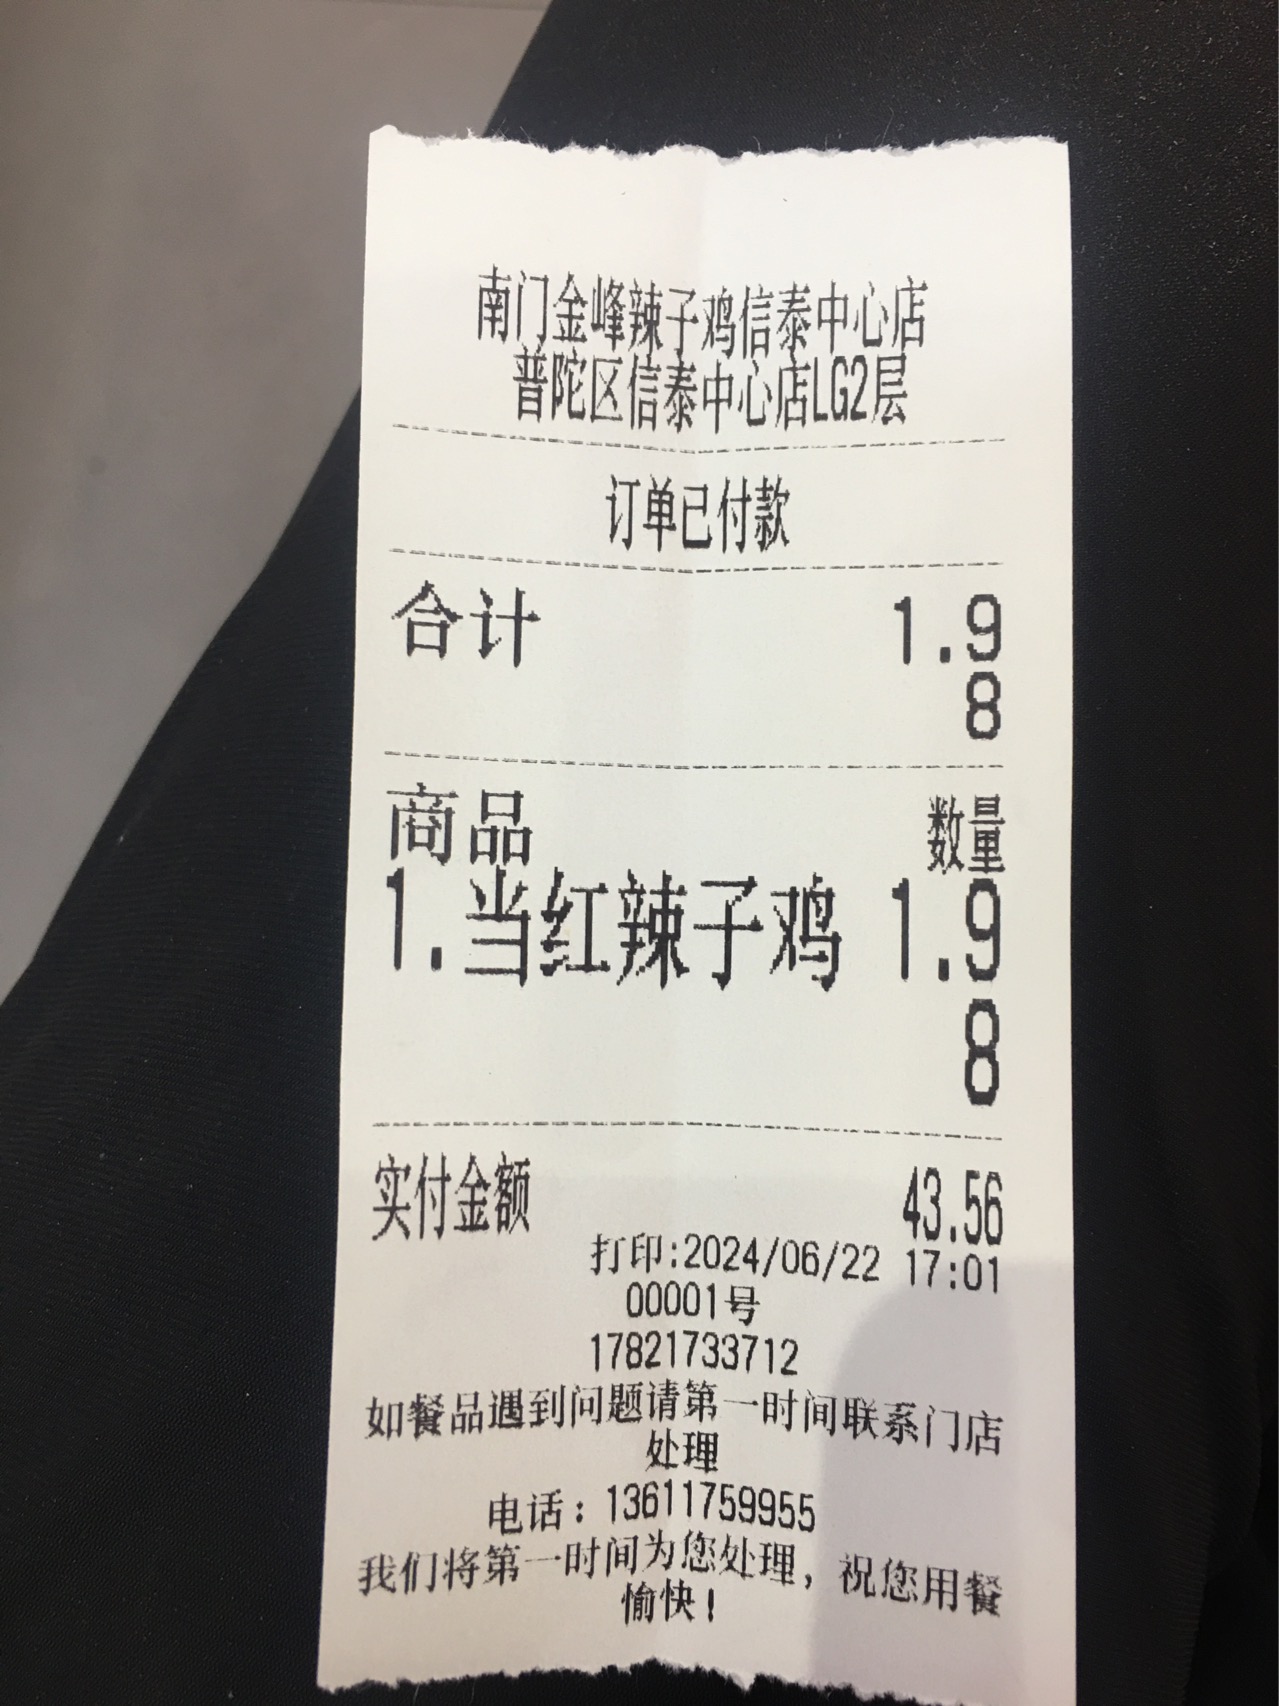 南门金峰辣子鸡信泰中心店
普陀区信泰中心店LG2层
订单已付款
合计 1.9
8
商品 数量
1.当红辣子鸡 1.9
8
实付金额 43.56
打印:2024/06/22 17:01
00001号
17821733712
如餐品遇到问题请第一时间联系门店
处理
电话：13611759955
我们将第一时间为您处理，祝您用餐
愉快！